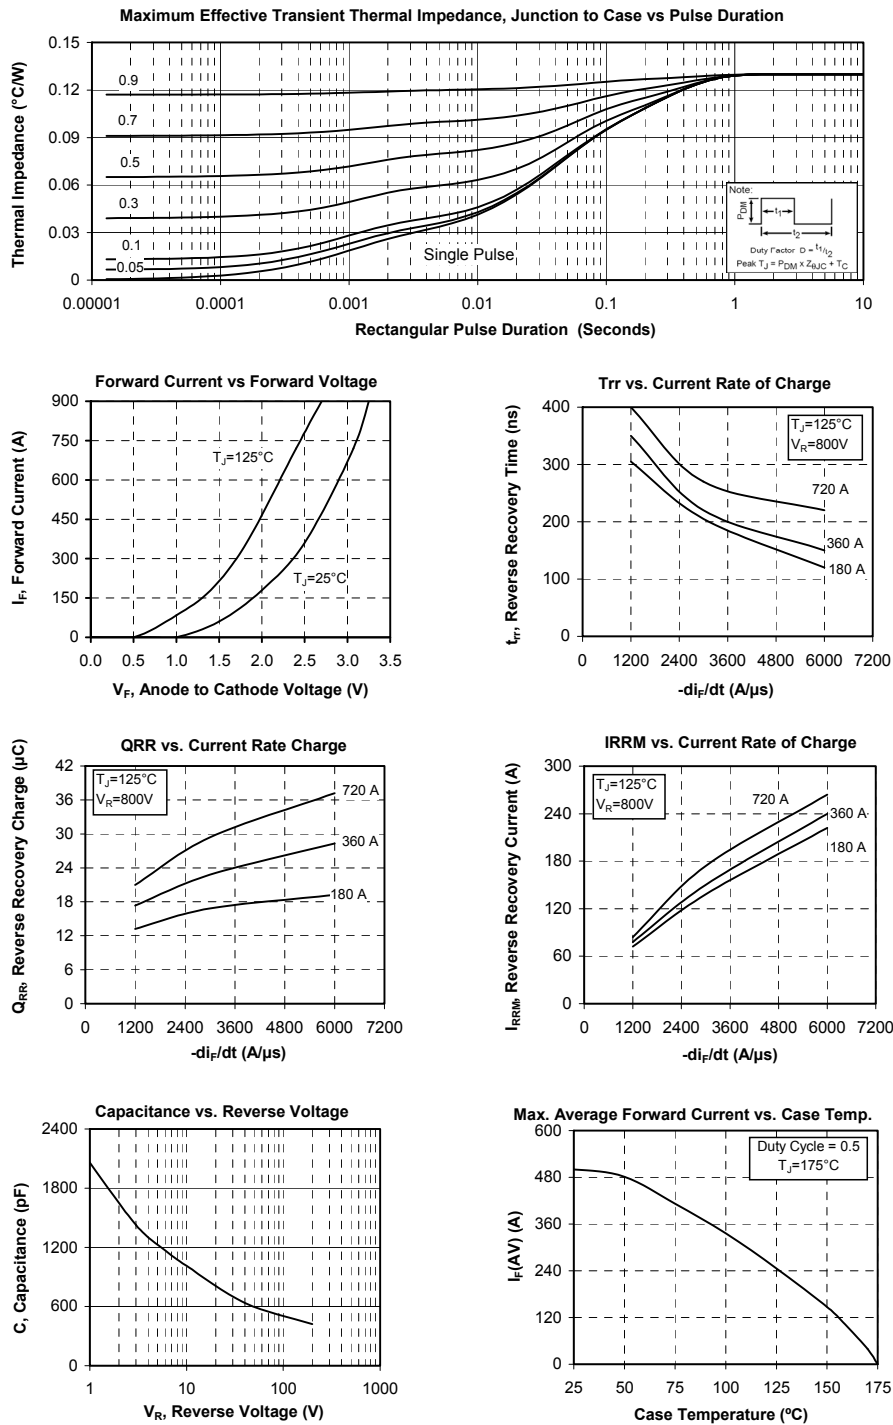 Maximum Effective Transient Thermal Impedance, Junction to Case vs Pulse Duration
Thermal Impedance (°C/W)
0.15
0.12
0.09
0.06
0.03
0
0.9
0.7
0.5
0.3
0.1
0.05
Single Pulse
Note:
PDM
t1
t2
Duty Factor D = t1/t2
Peak TJ = PDM x ZθJC + TC
0.00001 0.0001 0.001 0.01 0.1 1 10
Rectangular Pulse Duration (Seconds)
Forward Current vs Forward Voltage
IF, Forward Current (A)
900
750
600
450
300
150
0
TJ=125°C
TJ=25°C
0.0 0.5 1.0 1.5 2.0 2.5 3.0 3.5
VF, Anode to Cathode Voltage (V)
Trr vs. Current Rate of Charge
trr, Reverse Recovery Time (ns)
400
300
200
100
0
TJ=125°C
VR=800V
720 A
360 A
180 A
0 1200 2400 3600 4800 6000 7200
-diF/dt (A/µs)
QRR vs. Current Rate Charge
QRR, Reverse Recovery Charge (µC)
42
36
30
24
18
12
6
0
TJ=125°C
VR=800V
720 A
360 A
180 A
0 1200 2400 3600 4800 6000 7200
-diF/dt (A/µs)
IRRM vs. Current Rate of Charge
IRRM, Reverse Recovery Current (A)
300
240
180
120
60
0
TJ=125°C
VR=800V
720 A
360 A
180 A
0 1200 2400 3600 4800 6000 7200
-diF/dt (A/µs)
Capacitance vs. Reverse Voltage
C, Capacitance (pF)
2400
1800
1200
600
0
1 10 100 1000
VR, Reverse Voltage (V)
Max. Average Forward Current vs. Case Temp.
IF(AV) (A)
600
480
360
240
120
0
Duty Cycle = 0.5
TJ=175°C
25 50 75 100 125 150 175
Case Temperature (ºC)